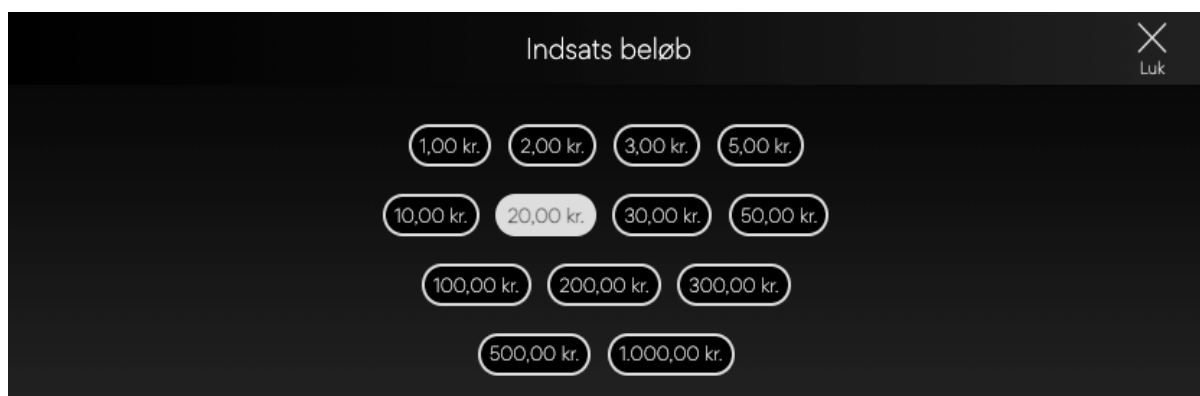 Indsats beløb
Luk
1,00 kr. 2,00 kr. 3,00 kr. 5,00 kr.
10,00 kr. 20,00 kr. 30,00 kr. 50,00 kr.
100,00 kr. 200,00 kr. 300,00 kr.
500,00 kr. 1.000,00 kr.